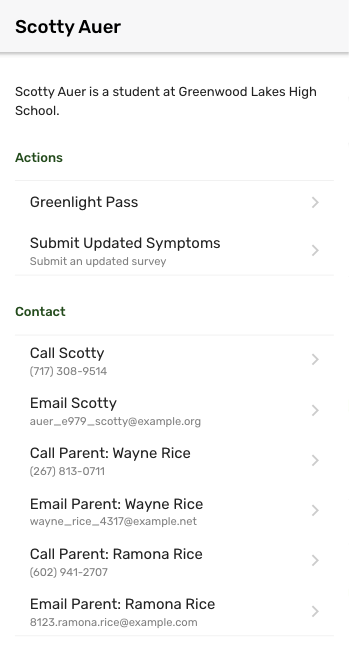 Scotty Auer
Scotty Auer is a student at Greenwood Lakes High
School.
Actions
Greenlight Pass
Submit Updated Symptoms
Submit an updated survey
Contact
Call Scotty
(717) 308-9514
Email Scotty
auer_e979_scotty@example.org
Call Parent: Wayne Rice
(267) 813-0711
Email Parent: Wayne Rice
wayne_rice_4317@example.net
Call Parent: Ramona Rice
(602) 941-2707
Email Parent: Ramona Rice
8123.ramona.rice@example.com